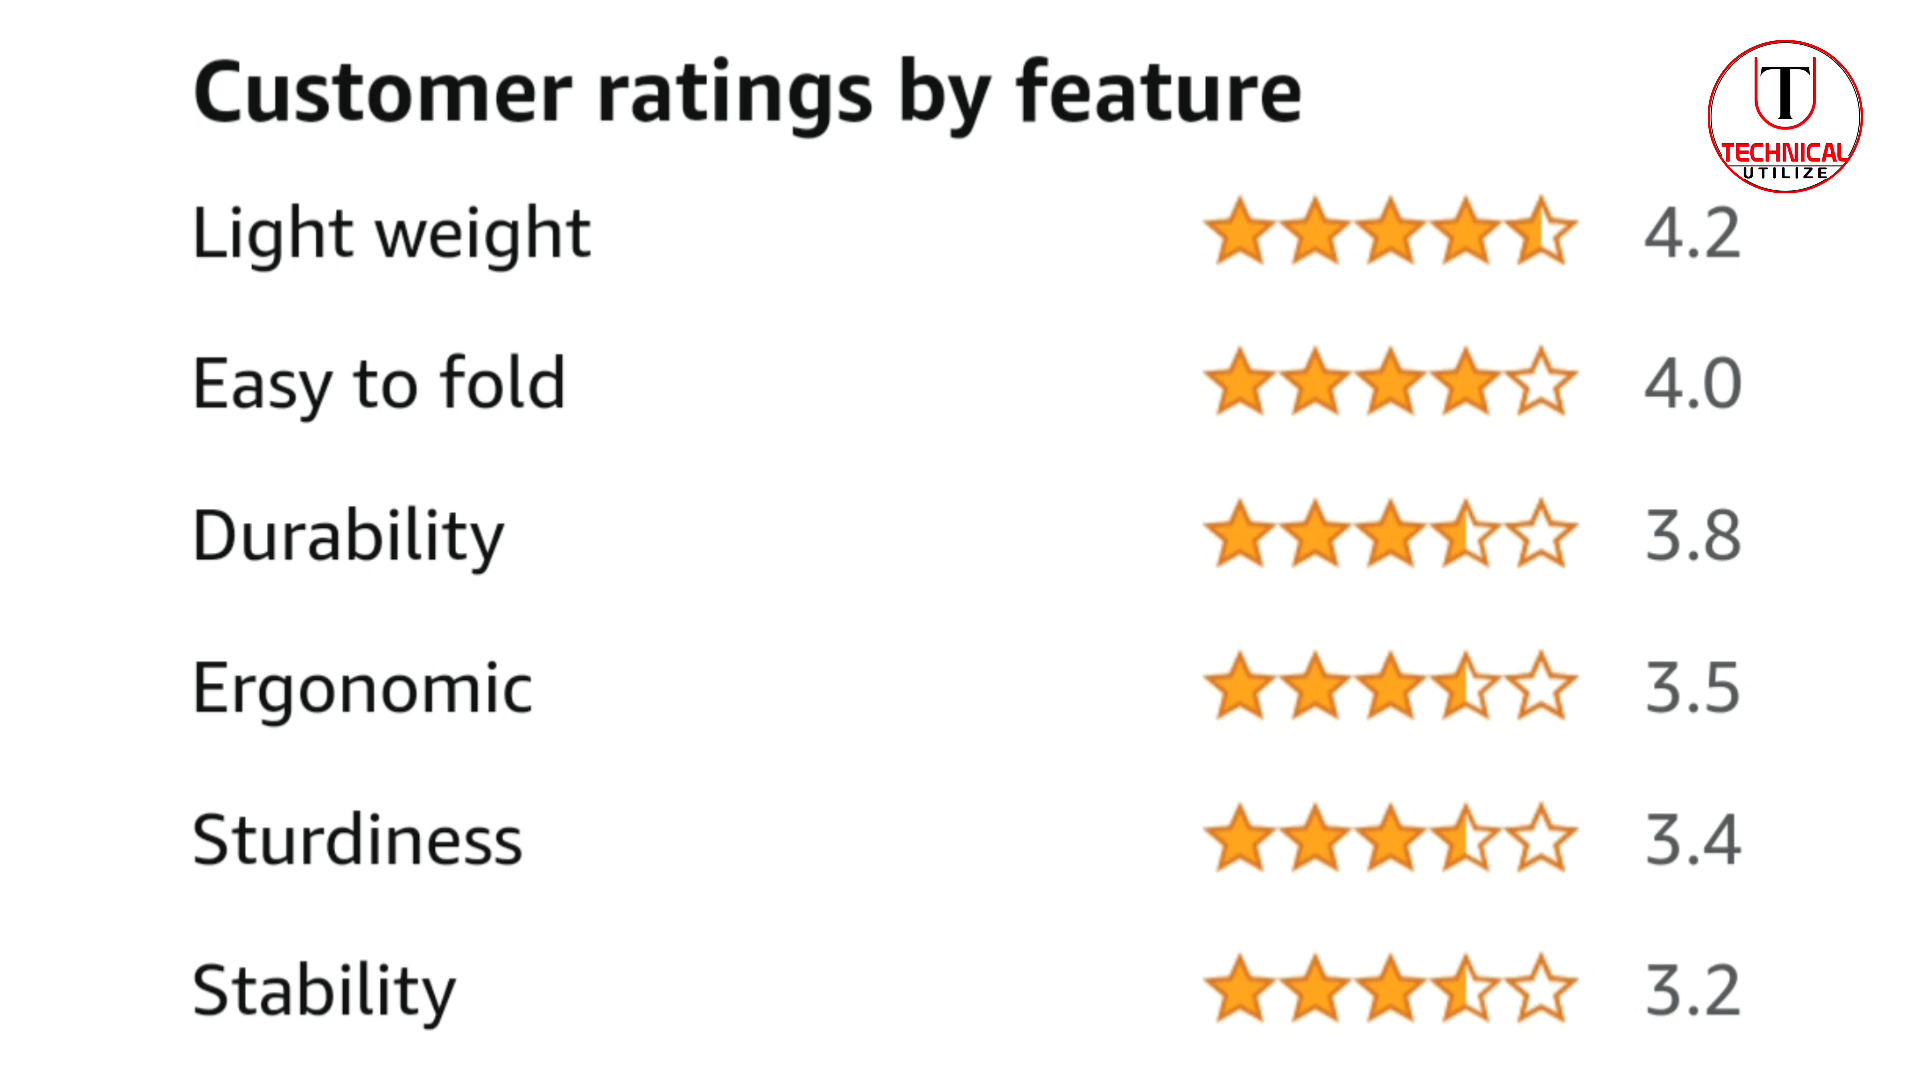 Customer ratings by feature
T
TECHNICAL
UTILIZE
Light weight 4.2
Easy to fold 4.0
Durability 3.8
Ergonomic 3.5
Sturdiness 3.4
Stability 3.2